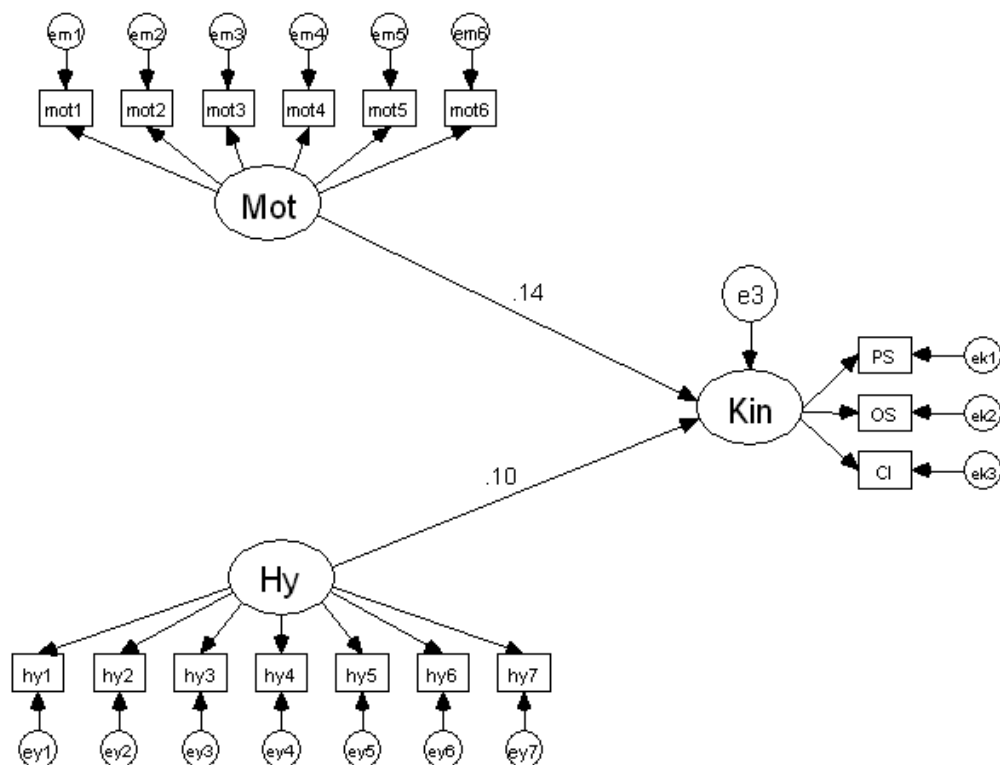 em1 em2 em3 em4 em5 em6
mot1 mot2 mot3 mot4 mot5 mot6
Mot
.14
e3
PS ek1
Kin
OS ek2
CI ek3
.10
Hy
hy1 hy2 hy3 hy4 hy5 hy6 hy7
ey1 ey2 ey3 ey4 ey5 ey6 ey7